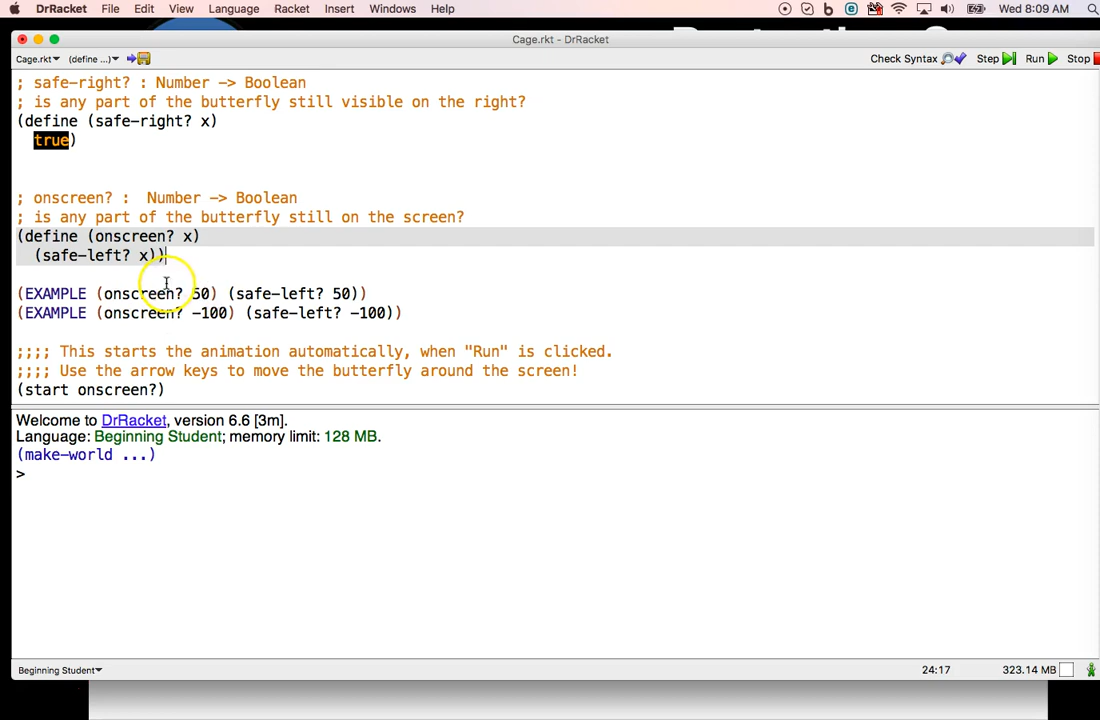 DrRacket File Edit View Language Racket Insert Windows Help Wed 8:09 AM
Cage.rkt - DrRacket
Cage.rkt (define ...) Check Syntax Step Run Stop
; safe-right? : Number -> Boolean
; is any part of the butterfly still visible on the right?
(define (safe-right? x)
true)
; onscreen? : Number -> Boolean
; is any part of the butterfly still on the screen?
(define (onscreen? x)
(safe-left? x))
(EXAMPLE (onscreen? 50) (safe-left? 50))
(EXAMPLE (onscreen? -100) (safe-left? -100))
;;;; This starts the animation automatically, when "Run" is clicked.
;;;; Use the arrow keys to move the butterfly around the screen!
(start onscreen?)
Welcome to DrRacket, version 6.6 [3m].
Language: Beginning Student; memory limit: 128 MB.
(make-world ...)
>
Beginning Student 24:17 323.14 MB